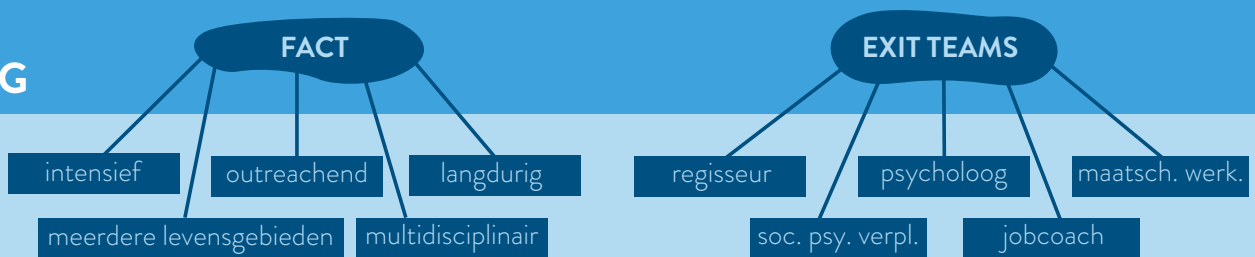 G
FACT
intensief
outreachend
langdurig
meerdere levensgebieden
multidisciplinair
EXIT TEAMS
regisseur
psycholoog
maatsch. werk.
soc. psy. verpl.
jobcoach